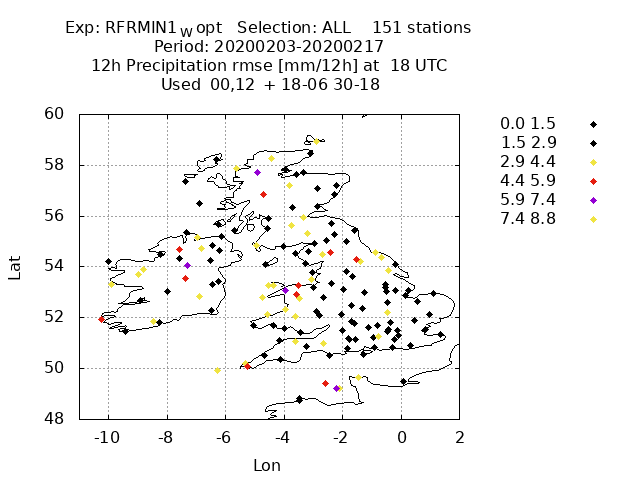 Exp: RFRMIN1wopt Selection: ALL 151 stations
Period: 20200203-20200217
12h Precipitation rmse [mm/12h] at 18 UTC
Used 00,12 + 18-06 30-18
60
58
56
54
52
50
48
Lat
-10 -8 -6 -4 -2 0 2
Lon
0.0 1.5
1.5 2.9
2.9 4.4
4.4 5.9
5.9 7.4
7.4 8.8